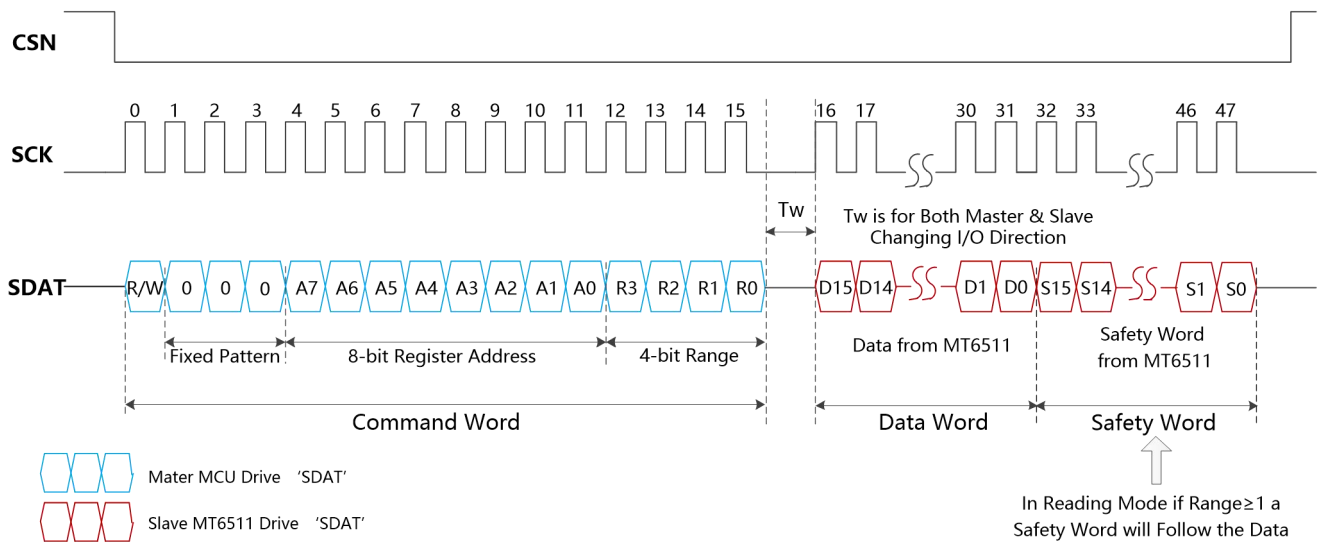 CSN
0 1 2 3 4 5 6 7 8 9 10 11 12 13 14 15 16 17 30 31 32 33 46 47
SCK
Tw
Tw is for Both Master & Slave
Changing I/O Direction
SDAT
R/W 0 0 0 A7 A6 A5 A4 A3 A2 A1 A0 R3 R2 R1 R0 D15 D14 D1 D0 S15 S14 S1 S0
Fixed Pattern
8-bit Register Address
4-bit Range
Data from MT6511
Safety Word
from MT6511
Command Word
Data Word
Safety Word
Mater MCU Drive ‘SDAT’
Slave MT6511 Drive ‘SDAT’
In Reading Mode if Range≥1 a
Safety Word will Follow the Data